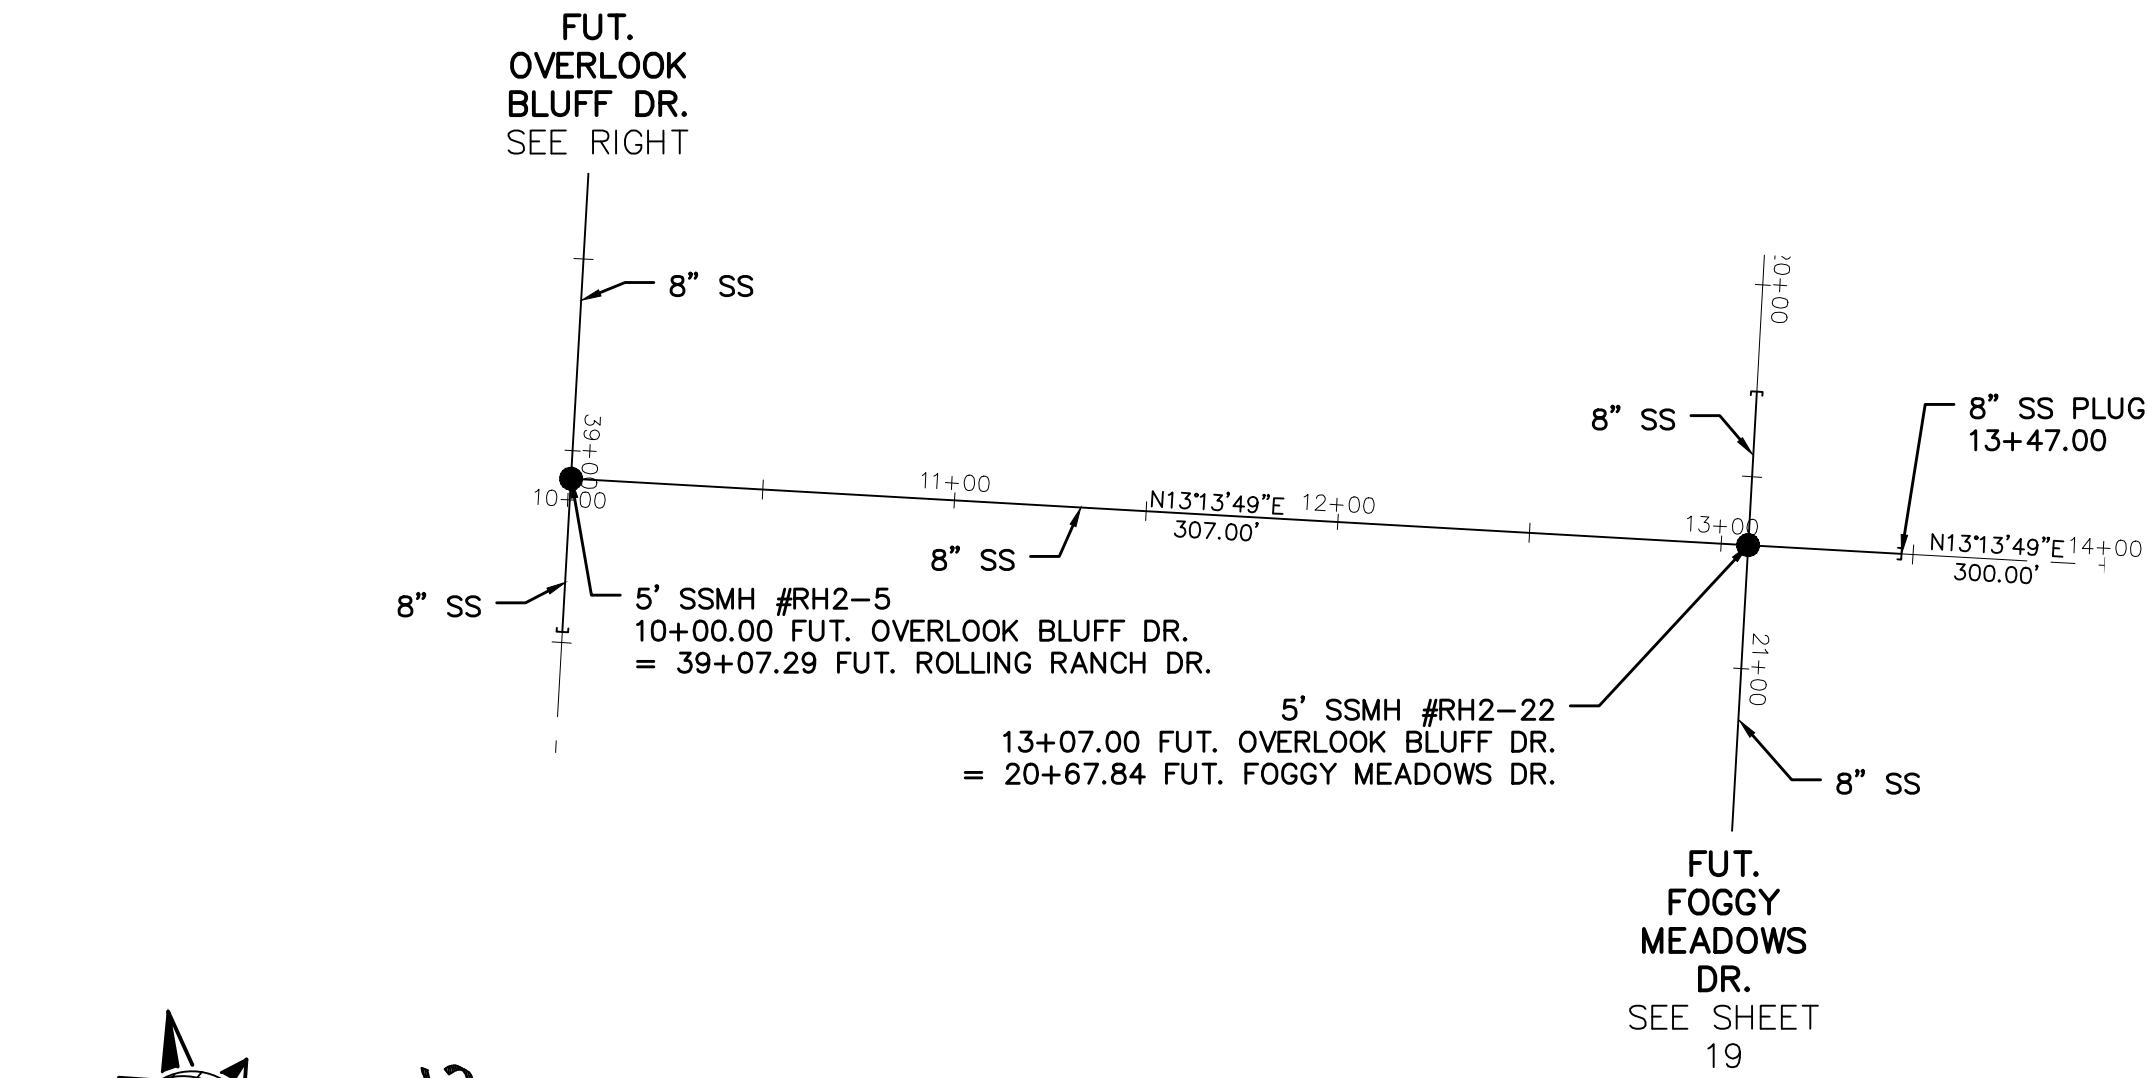 FUT.
OVERLOOK
BLUFF DR.
SEE RIGHT
8” SS
39+00
10+00
11+00
N13°13’49”E
307.00’
12+00
13+00
8” SS
8” SS PLUG
13+47.00
N13°13’49”E
300.00’
14+00
8” SS
8” SS
5’ SSMH #RH2-5
10+00.00 FUT. OVERLOOK BLUFF DR.
= 39+07.29 FUT. ROLLING RANCH DR.
21+00
5’ SSMH #RH2-22
13+07.00 FUT. OVERLOOK BLUFF DR.
= 20+67.84 FUT. FOGGY MEADOWS DR.
8” SS
FUT.
FOGGY
MEADOWS
DR.
SEE SHEET
19